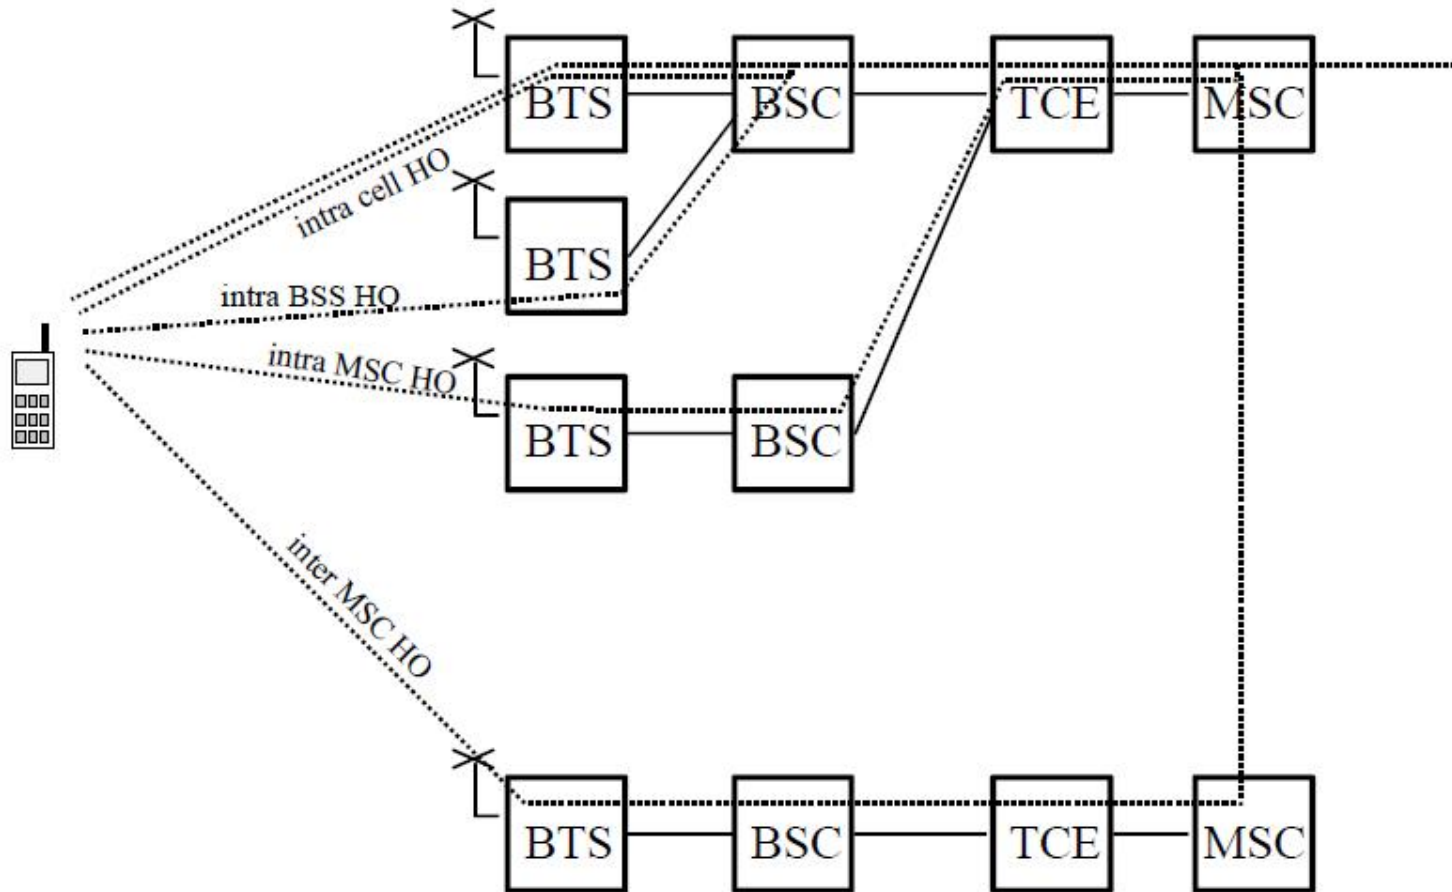 BTS BSC TCE MSC
intra cell HO
BTS
intra BSS HO
intra MSC HO
BTS BSC
inter MSC HO
BTS BSC TCE MSC